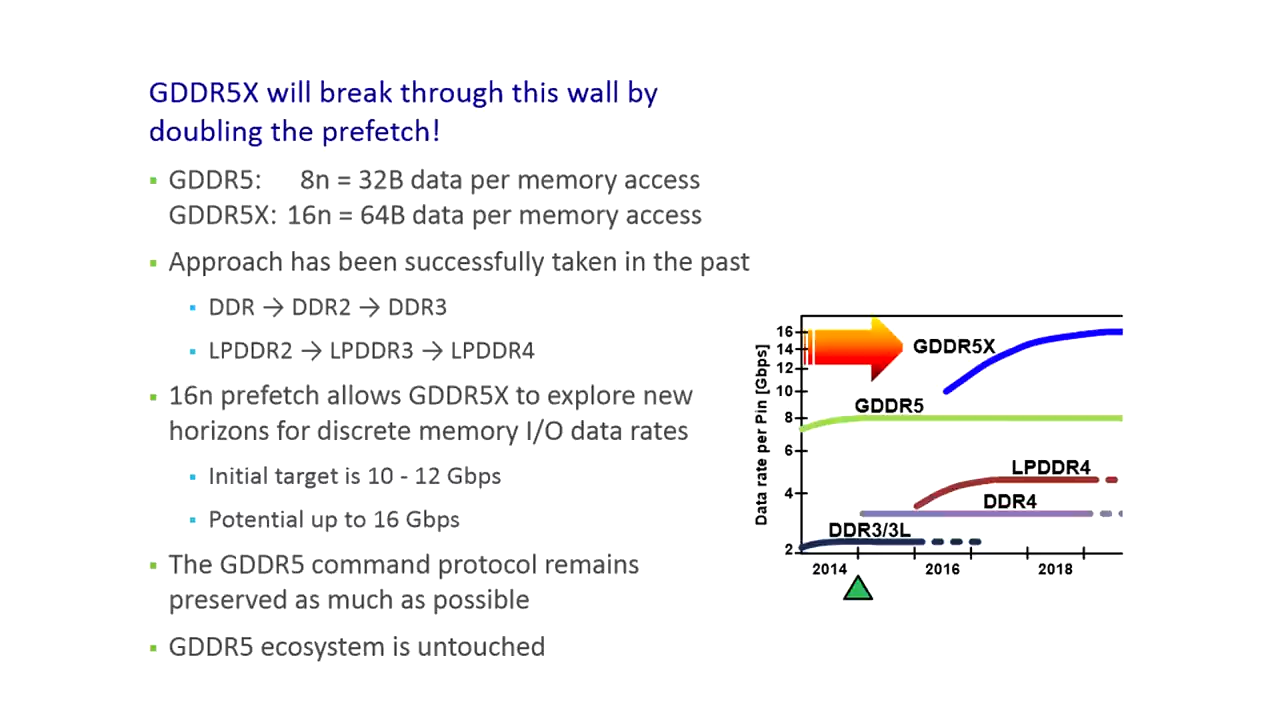 GDDR5X will break through this wall by
doubling the prefetch!
▪ GDDR5: 8n = 32B data per memory access
GDDR5X: 16n = 64B data per memory access
▪ Approach has been successfully taken in the past
▪ DDR → DDR2 → DDR3
▪ LPDDR2 → LPDDR3 → LPDDR4
▪ 16n prefetch allows GDDR5X to explore new
horizons for discrete memory I/O data rates
▪ Initial target is 10 - 12 Gbps
▪ Potential up to 16 Gbps
▪ The GDDR5 command protocol remains
preserved as much as possible
▪ GDDR5 ecosystem is untouched
Data rate per Pin [Gbps]
16
14
12
10
8
6
4
2
GDDR5X
GDDR5
LPDDR4
DDR4
DDR3/3L
2014 2016 2018